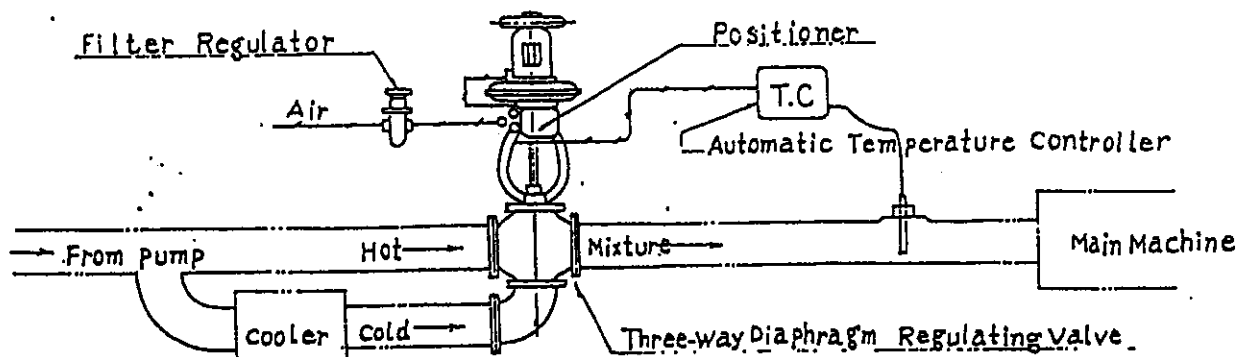 Filter Regulator
Positioner
Air
T.C
Automatic Temperature Controller
From Pump
Hot
Mixture
Main Machine
Cooler
Cold
Three-way Diaphragm Regulating Valve